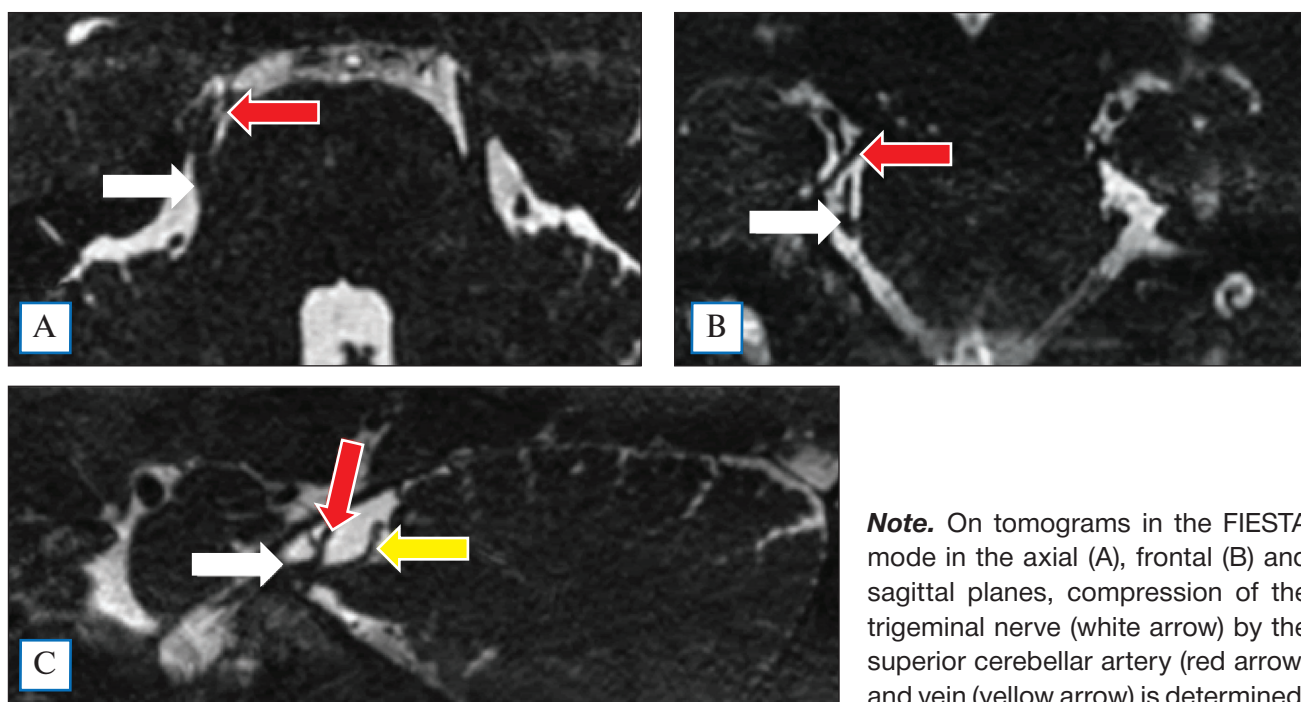 A
B
C
Note. On tomograms in the FIESTA
mode in the axial (A), frontal (B) and
sagittal planes, compression of the
trigeminal nerve (white arrow) by the
superior cerebellar artery (red arrow)
and vein (yellow arrow) is determined